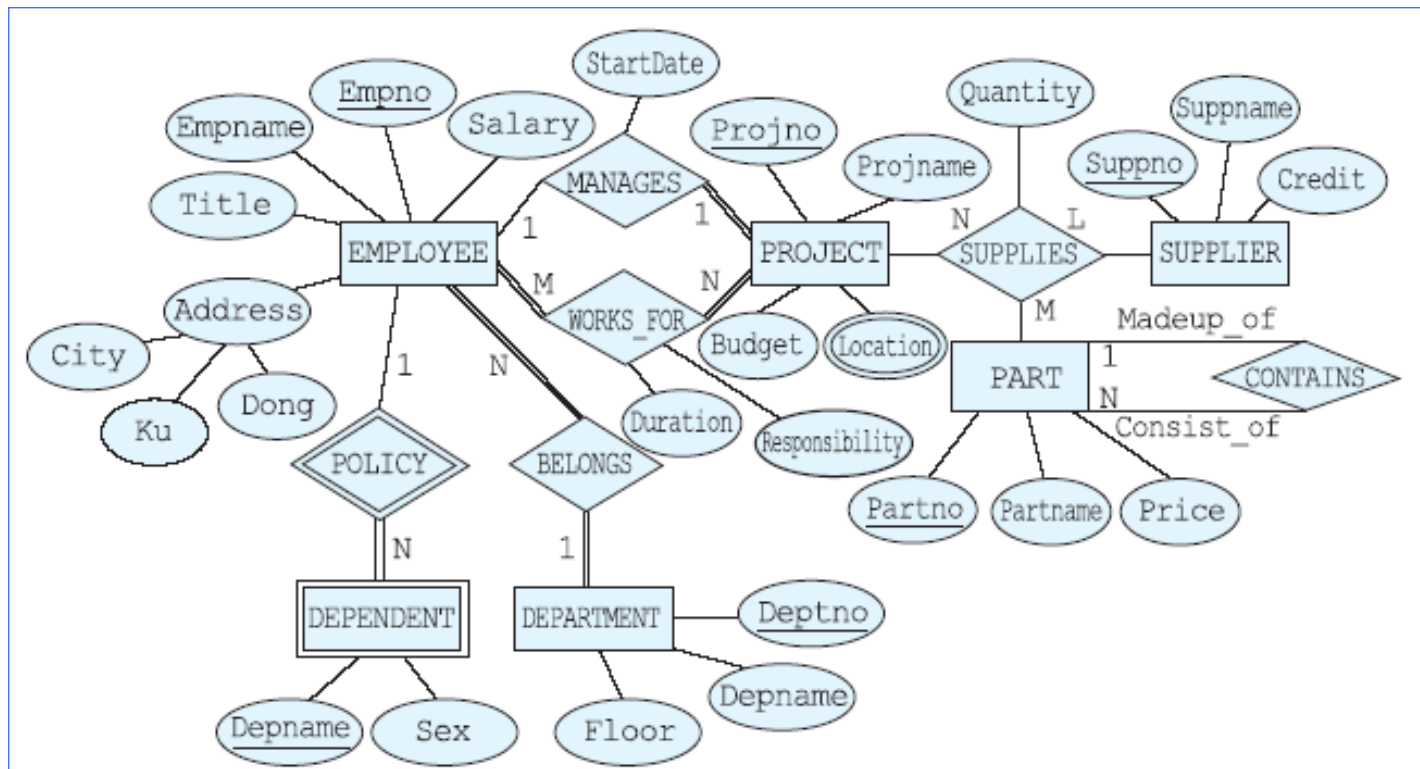 StartDate
Empno
Quantity
Suppname
Empname
Salary
Projno
Projname
Suppno
Credit
MANAGES
Title
1
1
N
L
EMPLOYEE
PROJECT
SUPPLIES
SUPPLIER
M
N
Address
WORKS_FOR
M
Madeup_of
City
Budget
Location
1
PART
CONTAINS
1
N
N
Dong
Duration
Consist_of
Ku
Responsibility
POLICY
BELONGS
Partno
Partname
Price
N
1
DEPENDENT
DEPARTMENT
Deptno
Depname
Depname
Sex
Floor